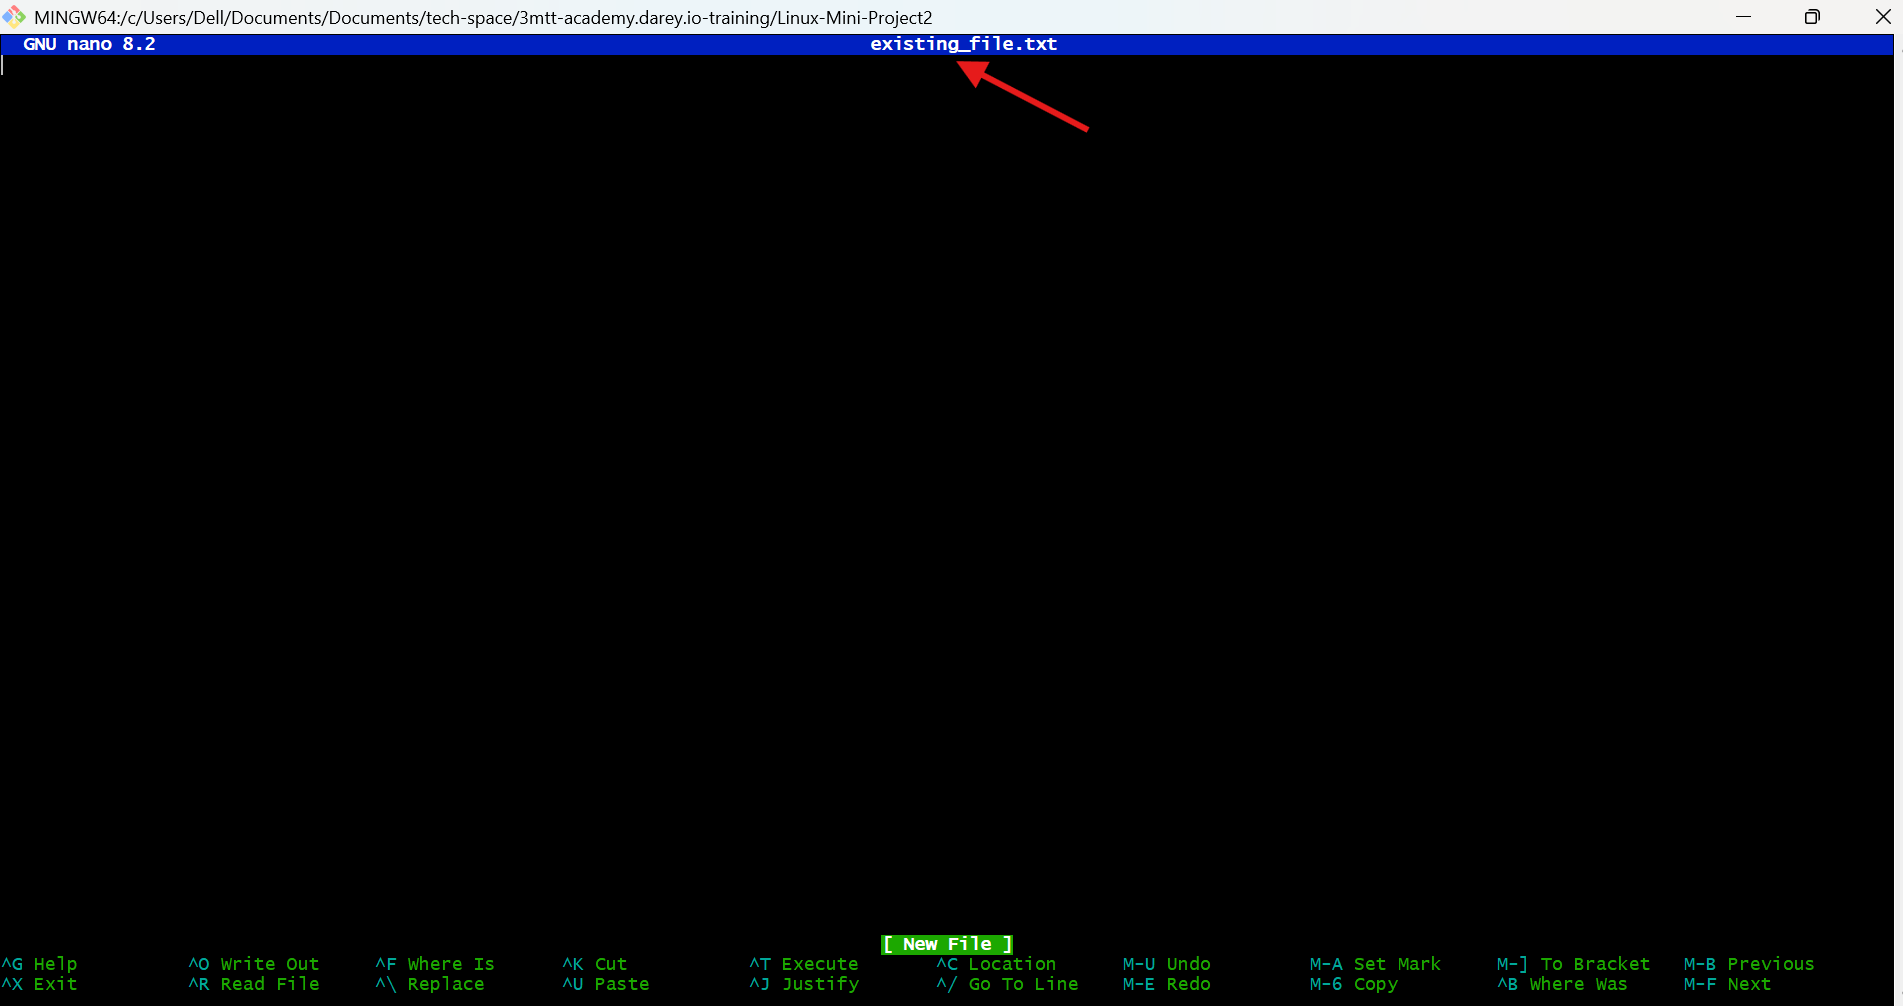 MINGW64:/c/Users/Dell/Documents/Documents/tech-space/3mtt-academy.darey.io-training/Linux-Mini-Project2
GNU nano 8.2 existing_file.txt
[ New File ]
^G Help ^O Write Out ^F Where Is ^K Cut ^T Execute ^C Location M-U Undo M-A Set Mark M-] To Bracket M-B Previous
^X Exit ^R Read File ^\ Replace ^U Paste ^J Justify ^/ Go To Line M-E Redo M-6 Copy ^B Where Was M-F Next